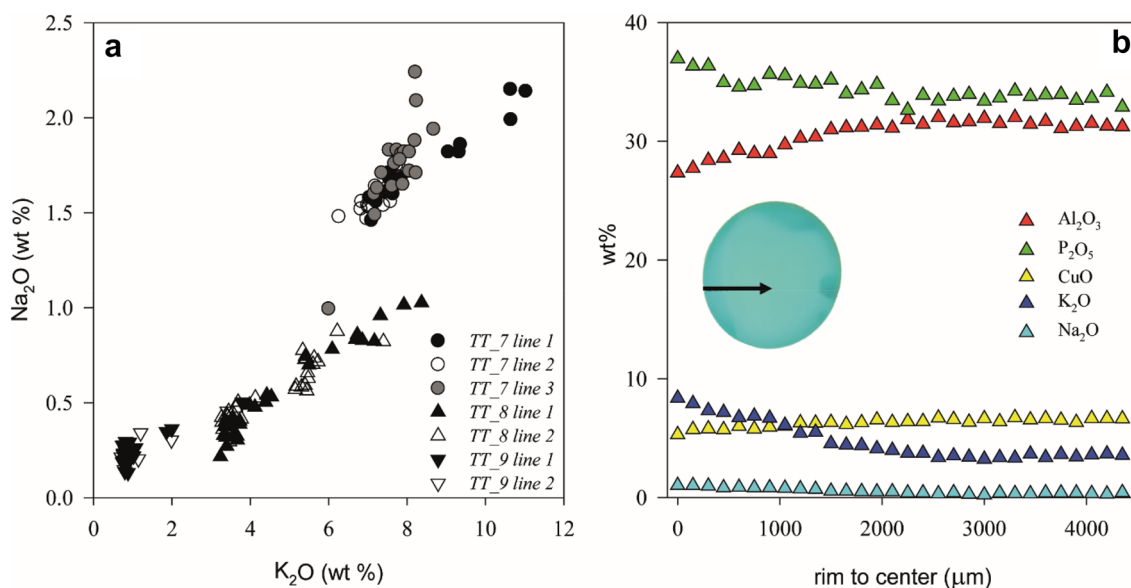 a
2.5
2.0
1.5
1.0
0.5
0.0
Na₂O (wt %)
0 2 4 6 8 10 12
K₂O (wt %)
TT_7 line 1
TT_7 line 2
TT_7 line 3
TT_8 line 1
TT_8 line 2
TT_9 line 1
TT_9 line 2
b
40
30
20
10
0
wt%
Al₂O₃
P₂O₅
CuO
K₂O
Na₂O
0 1000 2000 3000 4000
rim to center (μm)